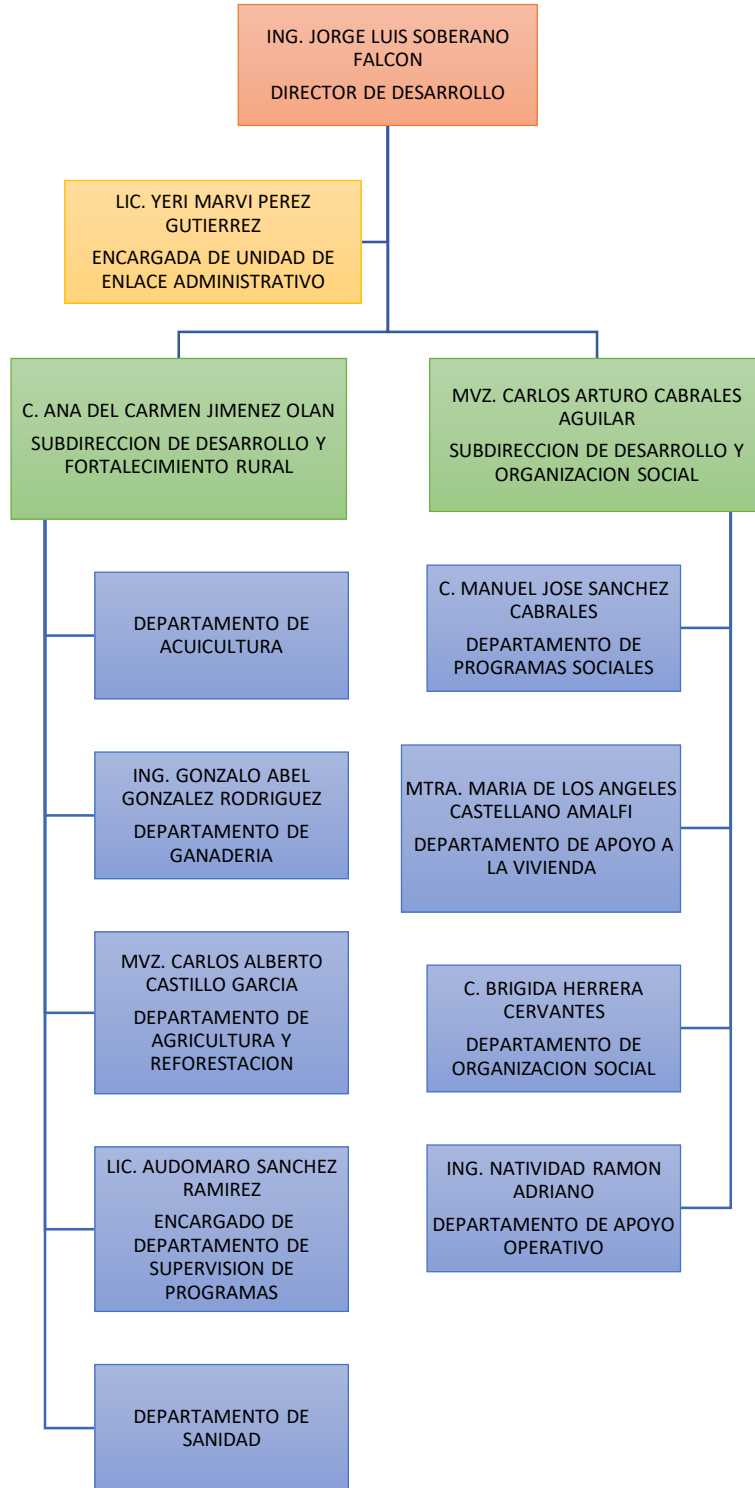 ING. JORGE LUIS SOBERANO
FALCON
DIRECTOR DE DESARROLLO
LIC. YERI MARVI PEREZ
GUTIERREZ
ENCARGADA DE UNIDAD DE
ENLACE ADMINISTRATIVO
C. ANA DEL CARMEN JIMENEZ OLAN
SUBDIRECCION DE DESARROLLO Y
FORTALECIMIENTO RURAL
DEPARTAMENTO DE
ACUICULTURA
ING. GONZALO ABEL
GONZALEZ RODRIGUEZ
DEPARTAMENTO DE
GANADERIA
MVZ. CARLOS ALBERTO
CASTILLO GARCIA
DEPARTAMENTO DE
AGRICULTURA Y
REFORESTACION
LIC. AUDOMARO SANCHEZ
RAMIREZ
ENCARGADO DE
DEPARTAMENTO DE
SUPERVISION DE
PROGRAMAS
DEPARTAMENTO DE
SANIDAD
MVZ. CARLOS ARTURO CABRALES
AGUILAR
SUBDIRECCION DE DESARROLLO Y
ORGANIZACION SOCIAL
C. MANUEL JOSE SANCHEZ
CABRALES
DEPARTAMENTO DE
PROGRAMAS SOCIALES
MTRA. MARIA DE LOS ANGELES
CASTELLANO AMALFI
DEPARTAMENTO DE APOYO A
LA VIVIENDA
C. BRIGIDA HERRERA
CERVANTES
DEPARTAMENTO DE
ORGANIZACION SOCIAL
ING. NATIVIDAD RAMON
ADRIANO
DEPARTAMENTO DE APOYO
OPERATIVO